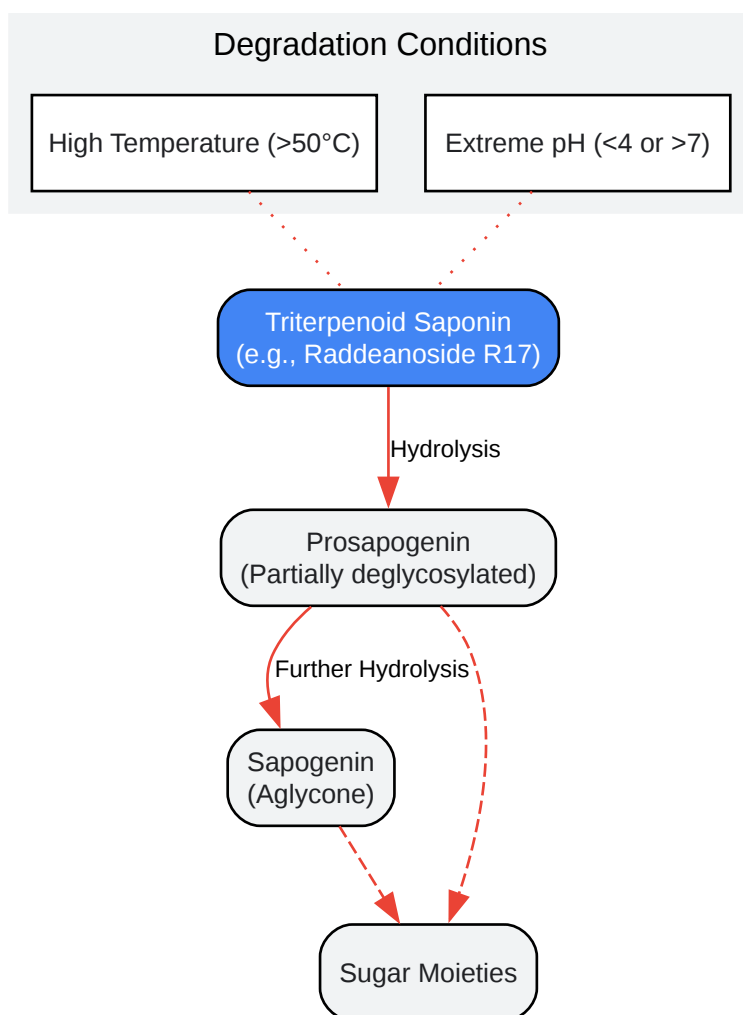 Degradation Conditions
High Temperature (>50°C)
Extreme pH (<4 or >7)
Triterpenoid Saponin
(e.g., Raddeanoside R17)
Hydrolysis
Prosapogenin
(Partially deglycosylated)
Further Hydrolysis
Sapogenin
(Aglycone)
Sugar Moieties